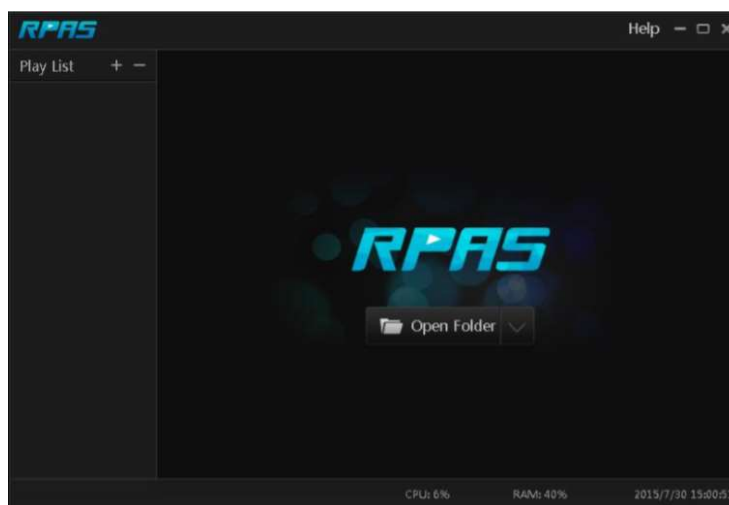 RPAS
Help
Play List + −
RPAS
Open Folder
CPU: 6% RAM: 40% 2015/7/30 15:00:5